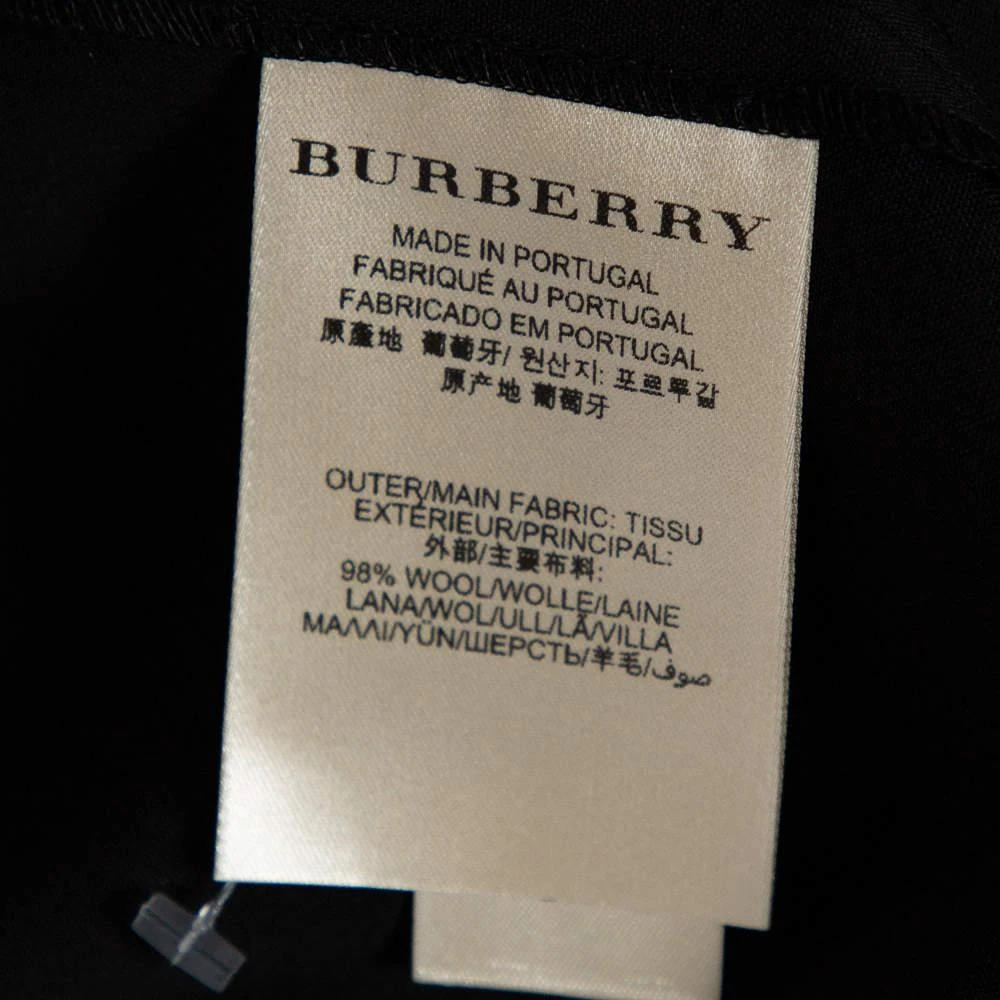 BURBERRY
MADE IN PORTUGAL
FABRIQUÉ AU PORTUGAL
FABRICADO EM PORTUGAL
原產地 葡萄牙/ 원산지: 포르투갈
原产地 葡萄牙
OUTER/MAIN FABRIC: TISSU
EXTÉRIEUR/PRINCIPAL:
外部/主要布料:
98% WOOL/WOLLE/LAINE
LANA/WOL/ULL/LÃ/VILLA
ΜΑΛΛΙ/YÜN/ШЕРСТЬ/羊毛/صوف